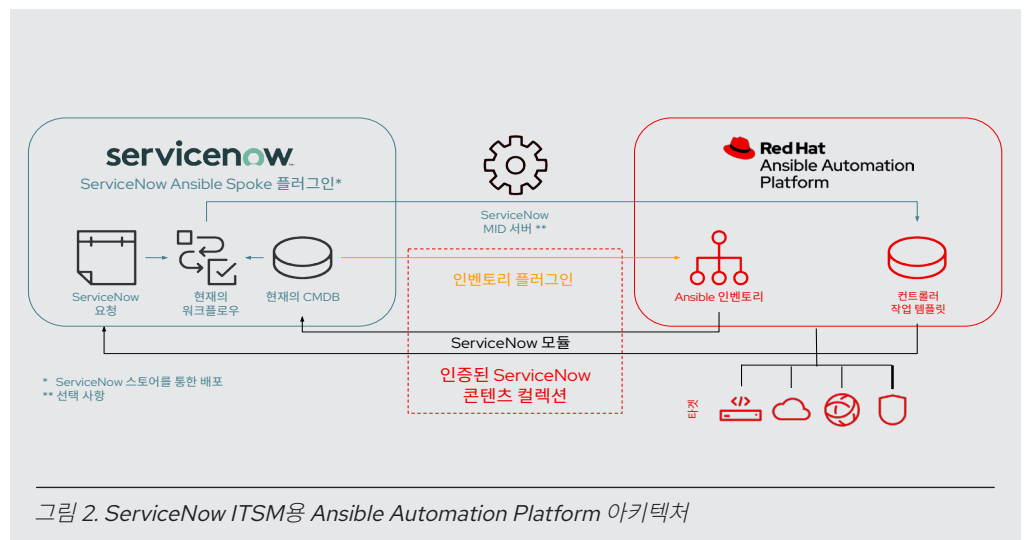 servicenow
ServiceNow Ansible Spoke 플러그인*
ServiceNow
요청
현재의
워크플로우
현재의 CMDB
ServiceNow
MID 서버 **
인벤토리 플러그인
ServiceNow 모듈
인증된 ServiceNow
콘텐츠 컬렉션
Red Hat
Ansible Automation
Platform
Ansible 인벤토리
컨트롤러
작업 템플릿
타겟
</>
* ServiceNow 스토어를 통한 배포
** 선택 사항
그림 2. ServiceNow ITSM용 Ansible Automation Platform 아키텍처